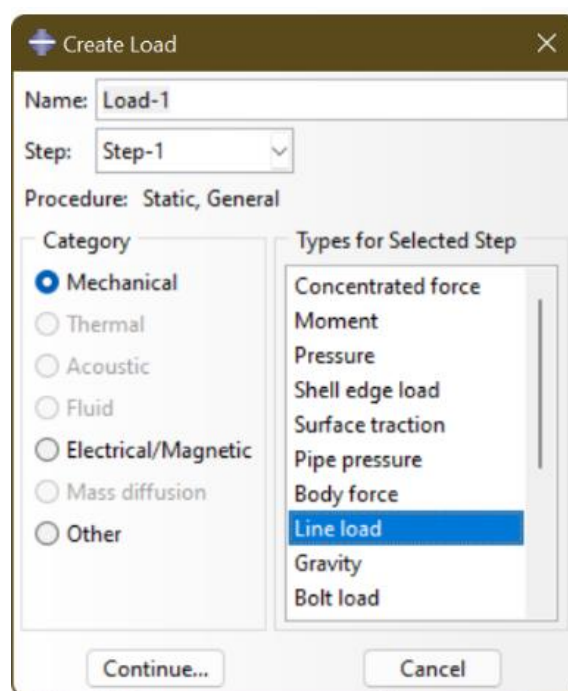 Create Load
Name: Load-1
Step: Step-1
Procedure: Static, General
Category
Mechanical
Thermal
Acoustic
Fluid
Electrical/Magnetic
Mass diffusion
Other
Types for Selected Step
Concentrated force
Moment
Pressure
Shell edge load
Surface traction
Pipe pressure
Body force
Line load
Gravity
Bolt load
Continue...
Cancel